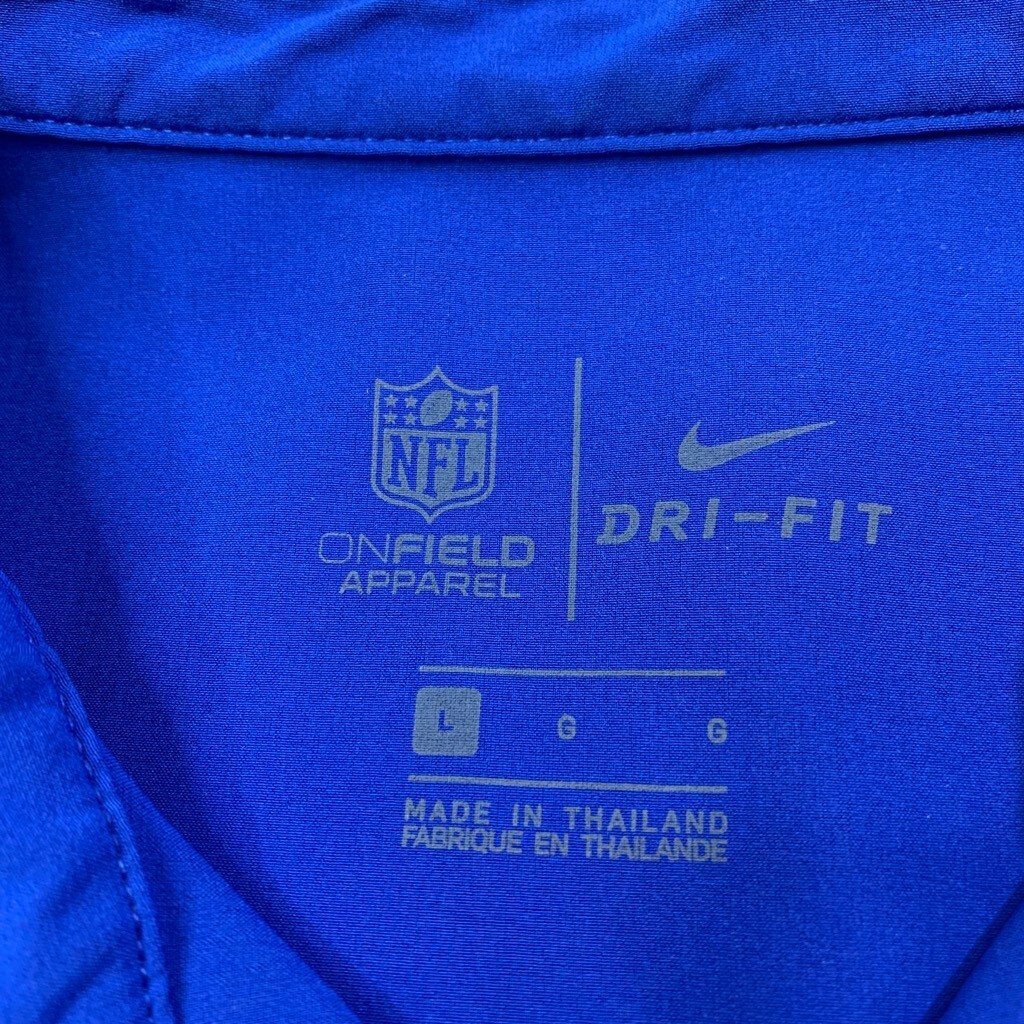 NFL
ONFIELD
APPAREL
DRI-FIT
L G G
MADE IN THAILAND
FABRIQUE EN THAILANDE